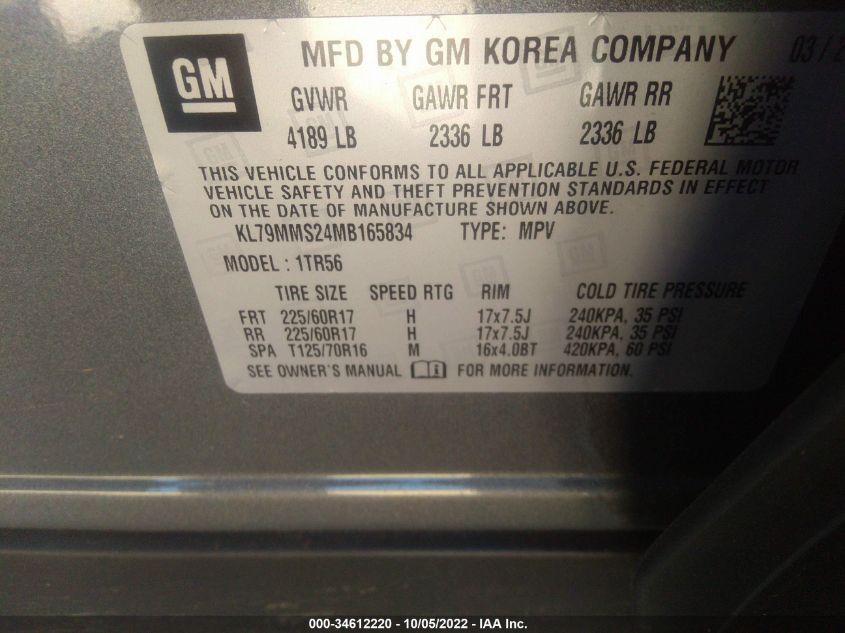 GM
MFD BY GM KOREA COMPANY 03/2
GVWR GAWR FRT GAWR RR
4189 LB 2336 LB 2336 LB
THIS VEHICLE CONFORMS TO ALL APPLICABLE U.S. FEDERAL MOTOR
VEHICLE SAFETY AND THEFT PREVENTION STANDARDS IN EFFECT
ON THE DATE OF MANUFACTURE SHOWN ABOVE.
KL79MMS24MB165834 TYPE: MPV
MODEL : 1TR56
TIRE SIZE SPEED RTG RIM COLD TIRE PRESSURE
FRT 225/60R17 H 17x7.5J 240KPA, 35 PSI
RR 225/60R17 H 17x7.5J 240KPA, 35 PSI
SPA T125/70R16 M 16x4.0BT 420KPA, 60 PSI
SEE OWNER'S MANUAL FOR MORE INFORMATION.
000-34612220 - 10/05/2022 - IAA Inc.